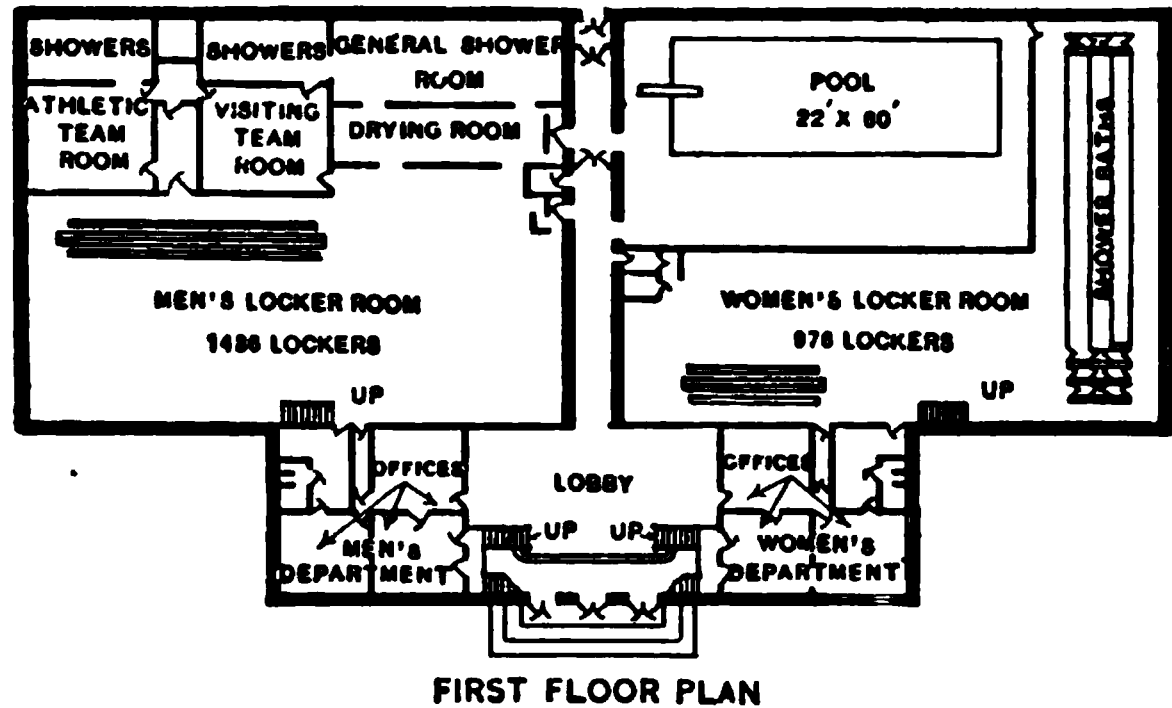 SHOWERS
SHOWERS
GENERAL SHOWER
ROOM
ATHLETIC
TEAM
ROOM
VISITING
TEAM
ROOM
DRYING ROOM
POOL
22' X 60'
SHOWER BATHS
MEN'S LOCKER ROOM
1436 LOCKERS
WOMEN'S LOCKER ROOM
976 LOCKERS
UP
UP
OFFICES
LOBBY
OFFICES
UP
UP
MEN'S
DEPARTMENT
WOMEN'S
DEPARTMENT
FIRST FLOOR PLAN